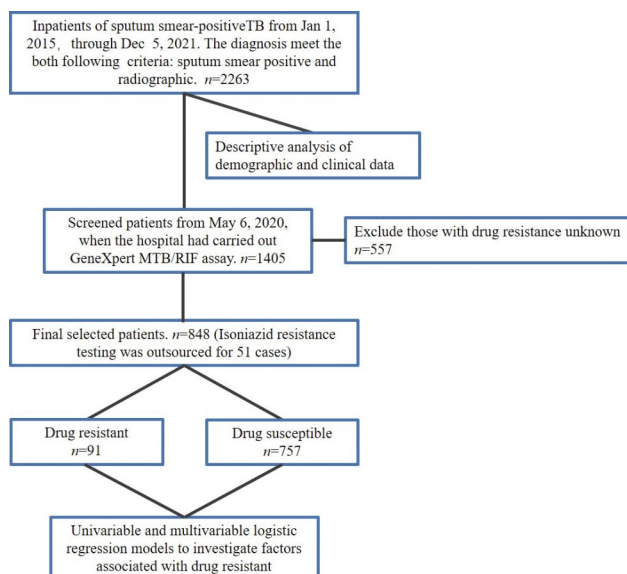 Inpatients of sputum smear-positiveTB from Jan 1,
2015, through Dec 5, 2021. The diagnosis meet the
both following criteria: sputum smear positive and
radiographic. n=2263
Descriptive analysis of
demographic and clinical data
Screened patients from May 6, 2020,
when the hospital had carried out
GeneXpert MTB/RIF assay. n=1405
Exclude those with drug resistance unknown
n=557
Final selected patients. n=848 (Isoniazid resistance
testing was outsourced for 51 cases)
Drug resistant
n=91
Drug susceptible
n=757
Univariable and multivariable logistic
regression models to investigate factors
associated with drug resistant